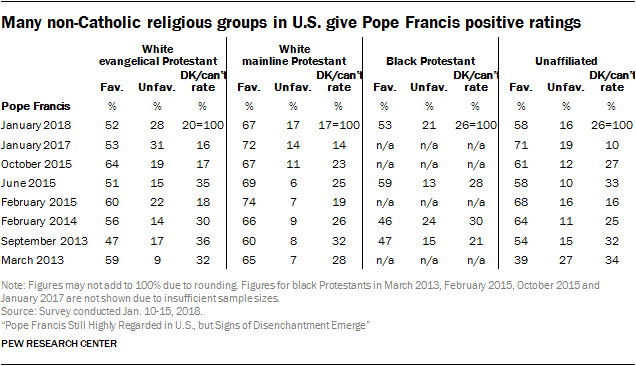 Many non-Catholic religious groups in U.S. give Pope Francis positive ratings
White evangelical Protestant White mainline Protestant Black Protestant Unaffiliated
Fav. Unfav. DK/can't rate Fav. Unfav. DK/can't rate Fav. Unfav. DK/can't rate Fav. Unfav. DK/can't rate
Pope Francis % % % % % % % % % % % %
January 2018 52 28 20=100 67 17 17=100 53 21 26=100 58 16 26=100
January 2017 53 31 16 72 14 14 n/a n/a n/a 71 19 10
October 2015 64 19 17 67 11 23 n/a n/a n/a 61 12 27
June 2015 51 15 35 69 6 25 59 13 28 58 10 33
February 2015 60 22 18 74 7 19 n/a n/a n/a 68 16 16
February 2014 56 14 30 66 9 26 46 24 30 64 11 25
September 2013 47 17 36 60 8 32 47 15 21 54 15 32
March 2013 59 9 32 65 7 28 n/a n/a n/a 39 27 34
Note: Figures may not add to 100% due to rounding. Figures for black Protestants in March 2013, February 2015, October 2015 and
January 2017 are not shown due to insufficient sample sizes.
Source: Survey conducted Jan. 10-15, 2018.
“Pope Francis Still Highly Regarded in U.S., but Signs of Disenchantment Emerge”
PEW RESEARCH CENTER